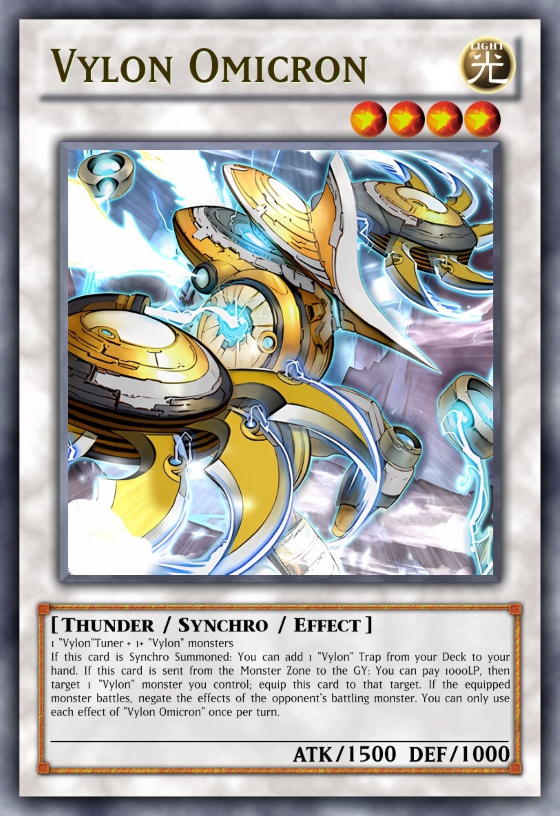 Vylon Omicron
LIGHT
光
[ Thunder / Synchro / Effect ]
1 "Vylon"Tuner + 1+ "Vylon" monsters
If this card is Synchro Summoned: You can add 1 "Vylon" Trap from your Deck to your
hand. If this card is sent from the Monster Zone to the GY: You can pay 1000LP, then
target 1 "Vylon" monster you control; equip this card to that target. If the equipped
monster battles, negate the effects of the opponent's battling monster. You can only use
each effect of "Vylon Omicron" once per turn.
ATK/1500 DEF/1000